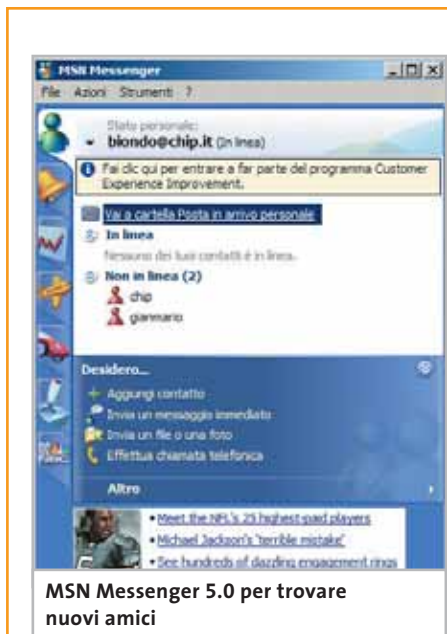 MSN Messenger
File Azioni Strumenti ?
Stato personale:
biondo@chip.it (In linea)
Fai clic qui per entrare a far parte del programma Customer
Experience Improvement.
Vai a cartella Posta in arrivo personale
In linea
Nessuno dei tuoi contatti è in linea.
Non in linea (2)
chip
gianmario
Desidero...
Aggiungi contatto
Invia un messaggio immediato
Invia un file o una foto
Effettua chiamata telefonica
Altro
• Meet the NFL's 25 highest-paid players
• Michael Jackson's 'terrible mistake'
• See hundreds of dazzling engagement rings
MSN Messenger 5.0 per trovare
nuovi amici